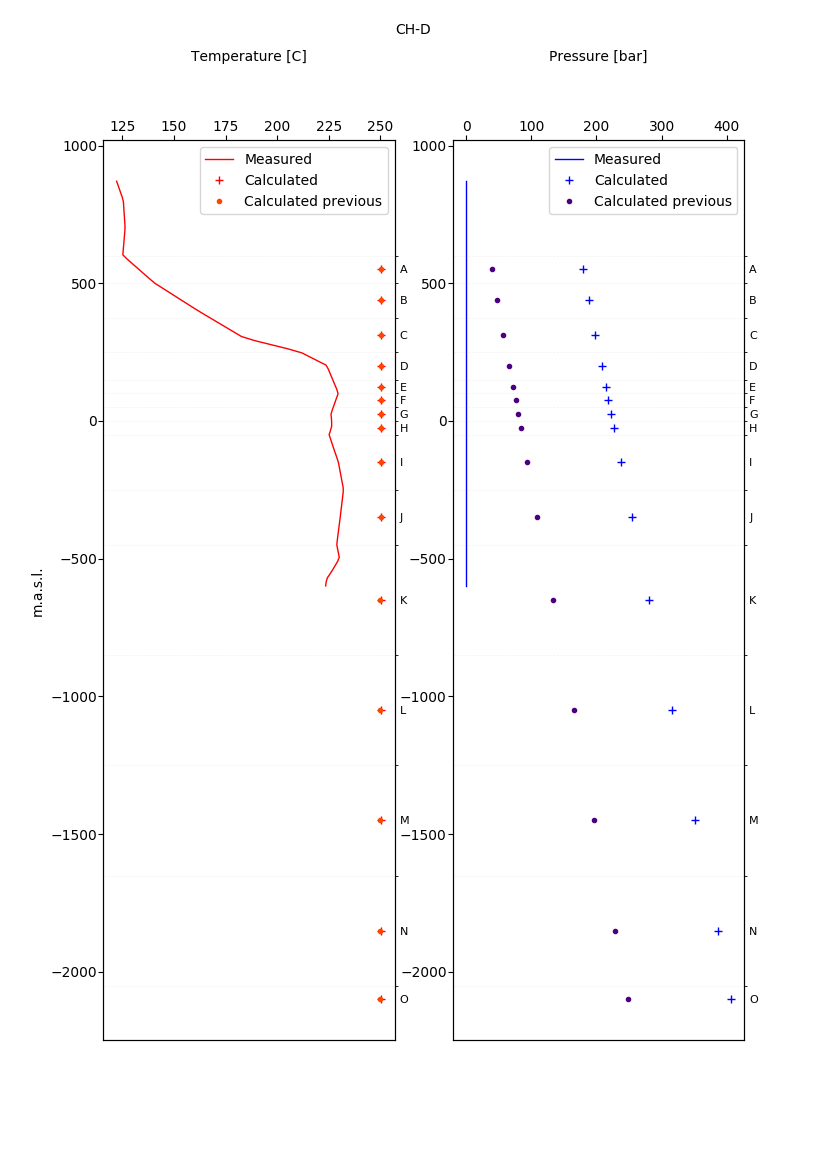 CH-D
Temperature [C]
Pressure [bar]
125 150 175 200 225 250
0 100 200 300 400
1000
500
0
−500
−1000
−1500
−2000
m.a.s.l.
Measured
Calculated
Calculated previous
A
B
C
D
E
F
G
H
I
J
K
L
M
N
O
1000
500
0
−500
−1000
−1500
−2000
Measured
Calculated
Calculated previous
A
B
C
D
E
F
G
H
I
J
K
L
M
N
O